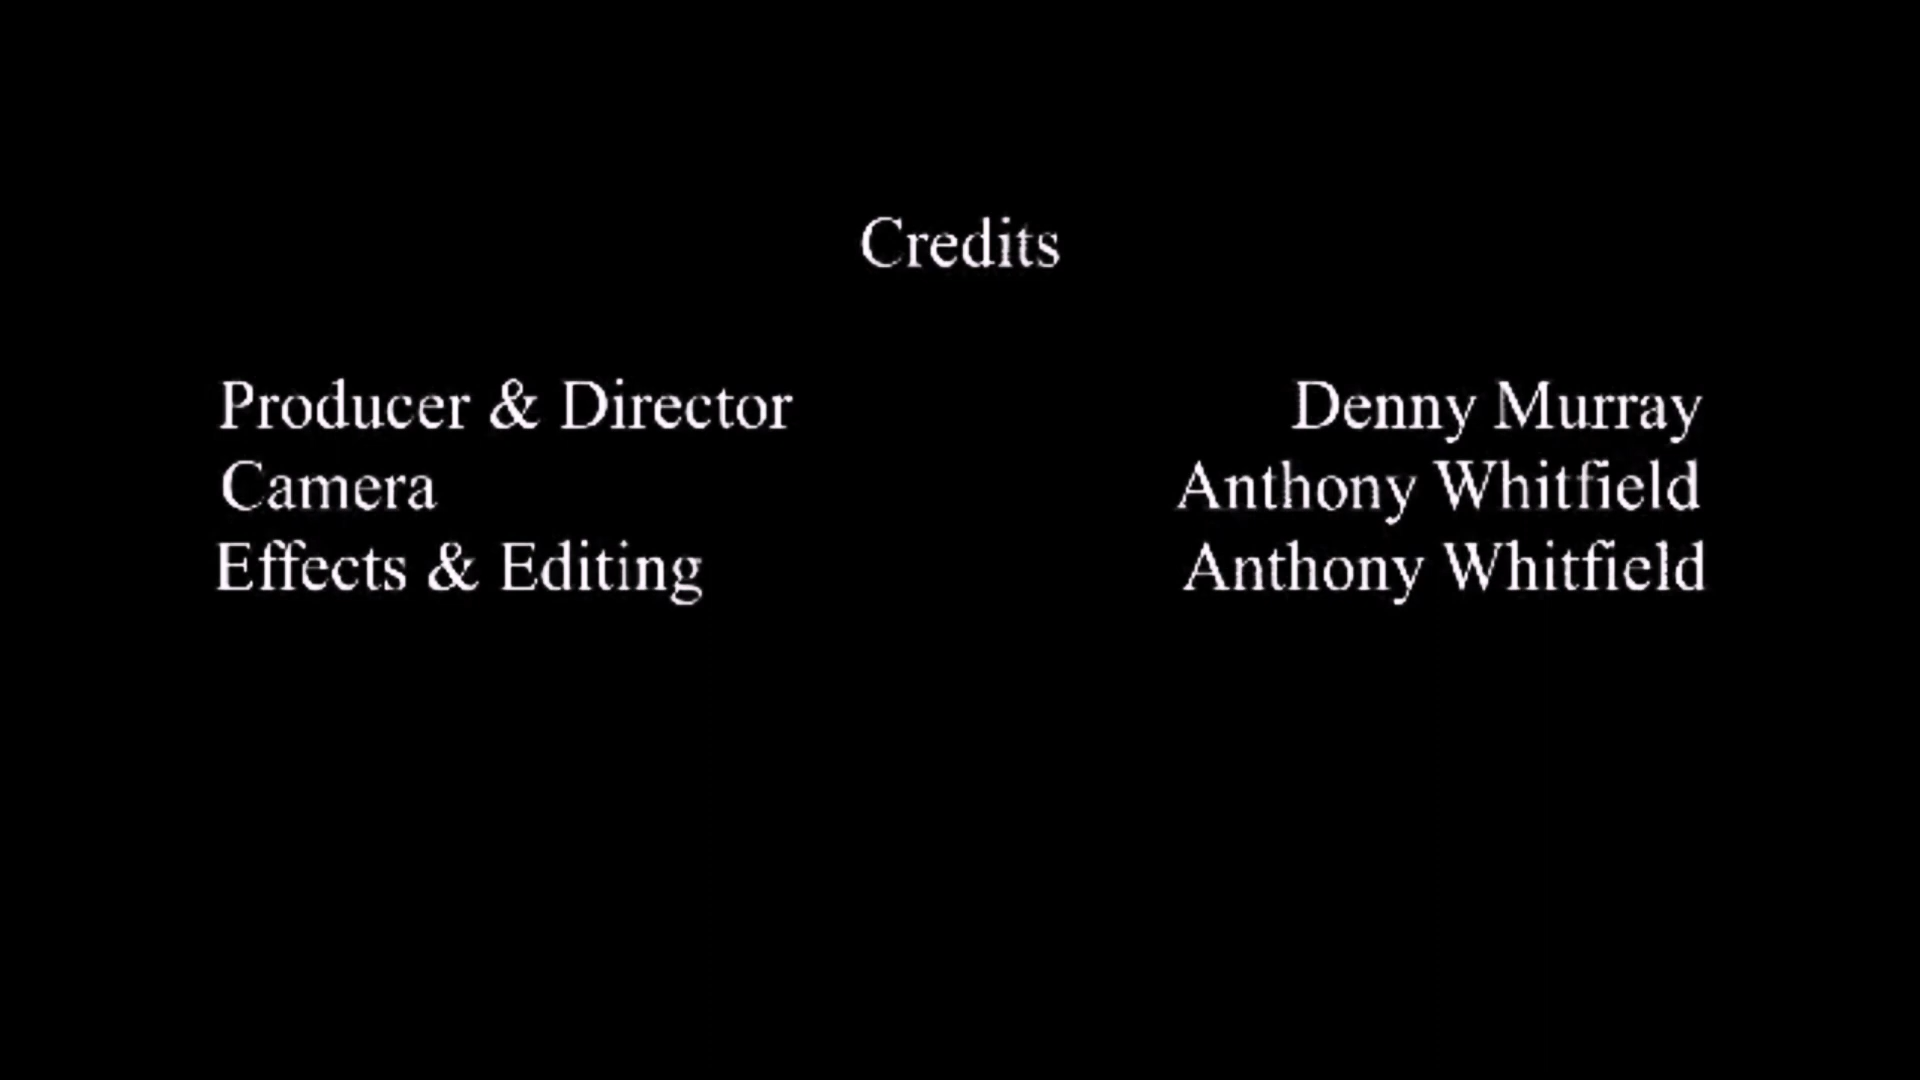 Credits
Producer & Director Denny Murray
Camera Anthony Whitfield
Effects & Editing Anthony Whitfield